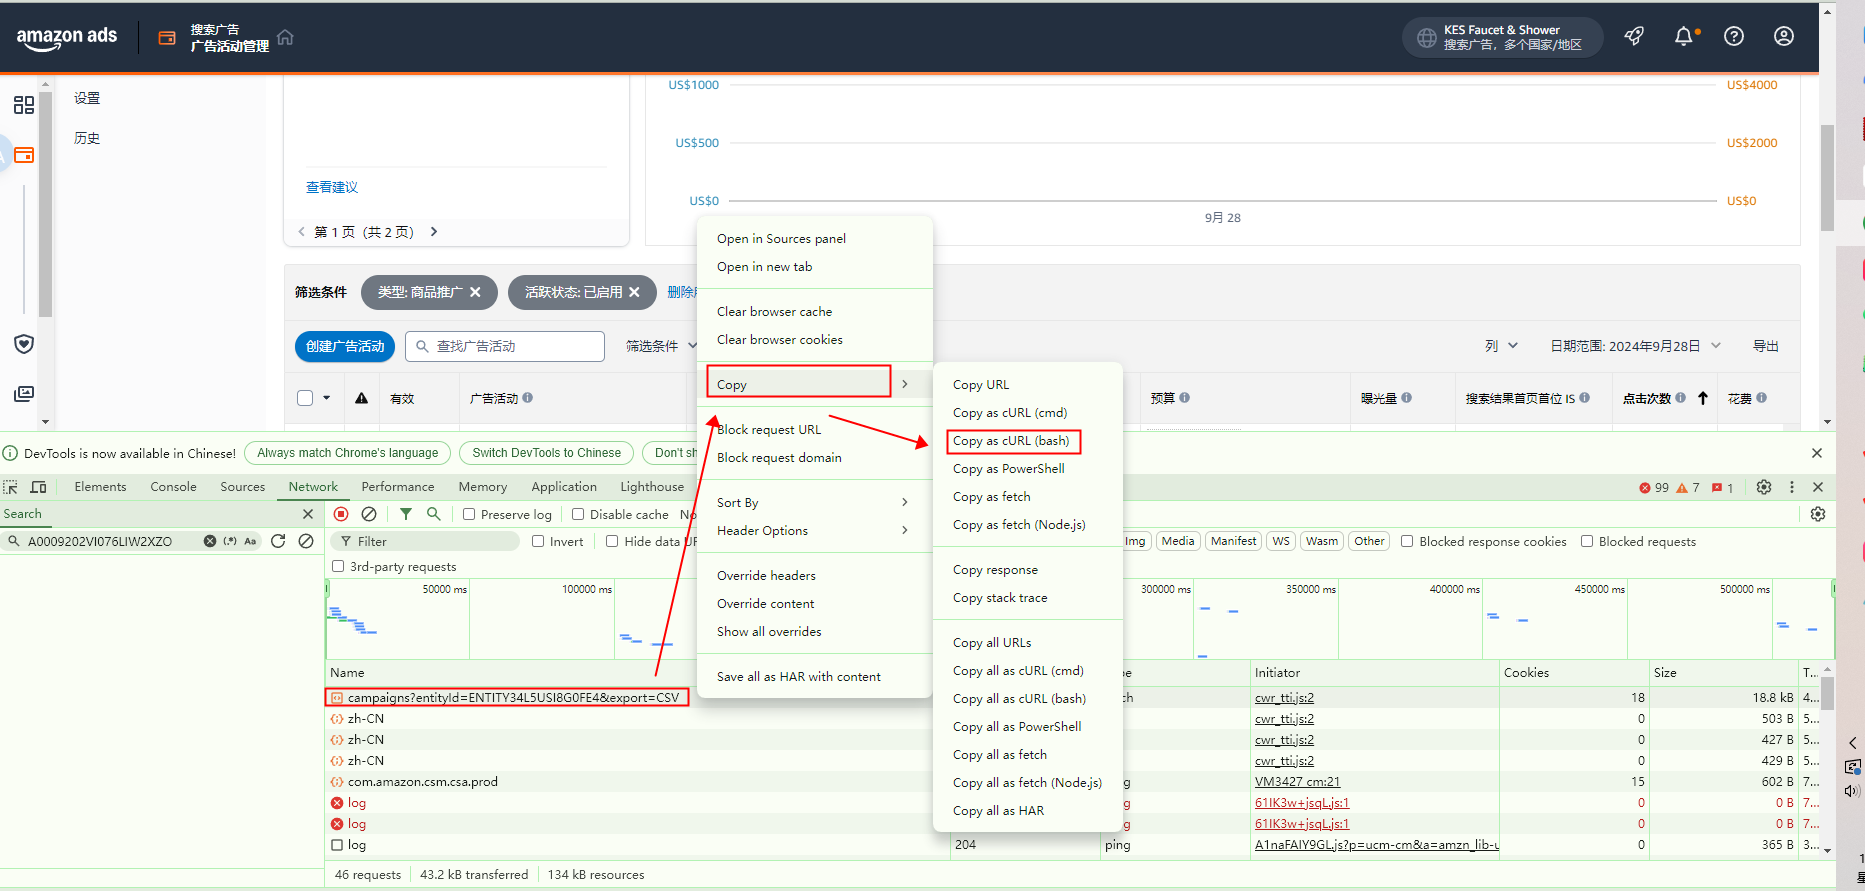 amazon ads
搜索广告
广告活动管理
KES Faucet & Shower
搜索广告，多个国家/地区
设置
历史
查看建议
第 1 页 (共 2 页)
US$1000
US$500
US$0
US$4000
US$2000
US$0
9月 28
筛选条件
类型: 商品推广
活跃状态: 已启用
创建广告活动
查找广告活动
筛选条件
列
日期范围: 2024年9月28日
导出
有效
广告活动
预算
曝光量
搜索结果首页首位 IS
点击次数
花费
Open in Sources panel
Open in new tab
Clear browser cache
Clear browser cookies
Copy
Block request URL
Block request domain
Sort By
Header Options
Override headers
Override content
Show all overrides
Save all as HAR with content
Copy URL
Copy as cURL (cmd)
Copy as cURL (bash)
Copy as PowerShell
Copy as fetch
Copy as fetch (Node.js)
Copy response
Copy stack trace
Copy all URLs
Copy all as cURL (cmd)
Copy all as cURL (bash)
Copy all as PowerShell
Copy all as fetch
Copy all as fetch (Node.js)
Copy all as HAR
DevTools is now available in Chinese!
Always match Chrome's language
Switch DevTools to Chinese
Elements Console Sources Network Performance Memory Application Lighthouse
99 7 1
Search
Preserve log
Disable cache
A0009202VI076LIW2XZO
(.*) Aa
Filter
Invert
Img Media Manifest WS Wasm Other
Blocked response cookies
Blocked requests
3rd-party requests
50000 ms 100000 ms 300000 ms 350000 ms 400000 ms 450000 ms 500000 ms
Name Initiator Cookies Size T...
campaigns?entityId=ENTITY34L5USI8G0FE4&export=CSV cwr_tti.js:2 18 18.8 kB 4...
zh-CN cwr_tti.js:2 0 503 B 5...
zh-CN cwr_tti.js:2 0 427 B 5...
zh-CN cwr_tti.js:2 0 429 B 5...
com.amazon.csm.csa.prod VM3427 cm:21 15 602 B 7...
log 61IK3w+jsqL.js:1 0 0 B 7...
log 61IK3w+jsqL.js:1 0 0 B 7...
log 204 ping A1naFAIY9GL.js?p=ucm-cm&a=amzn_lib-u 0 365 B 3...
46 requests 43.2 kB transferred 134 kB resources